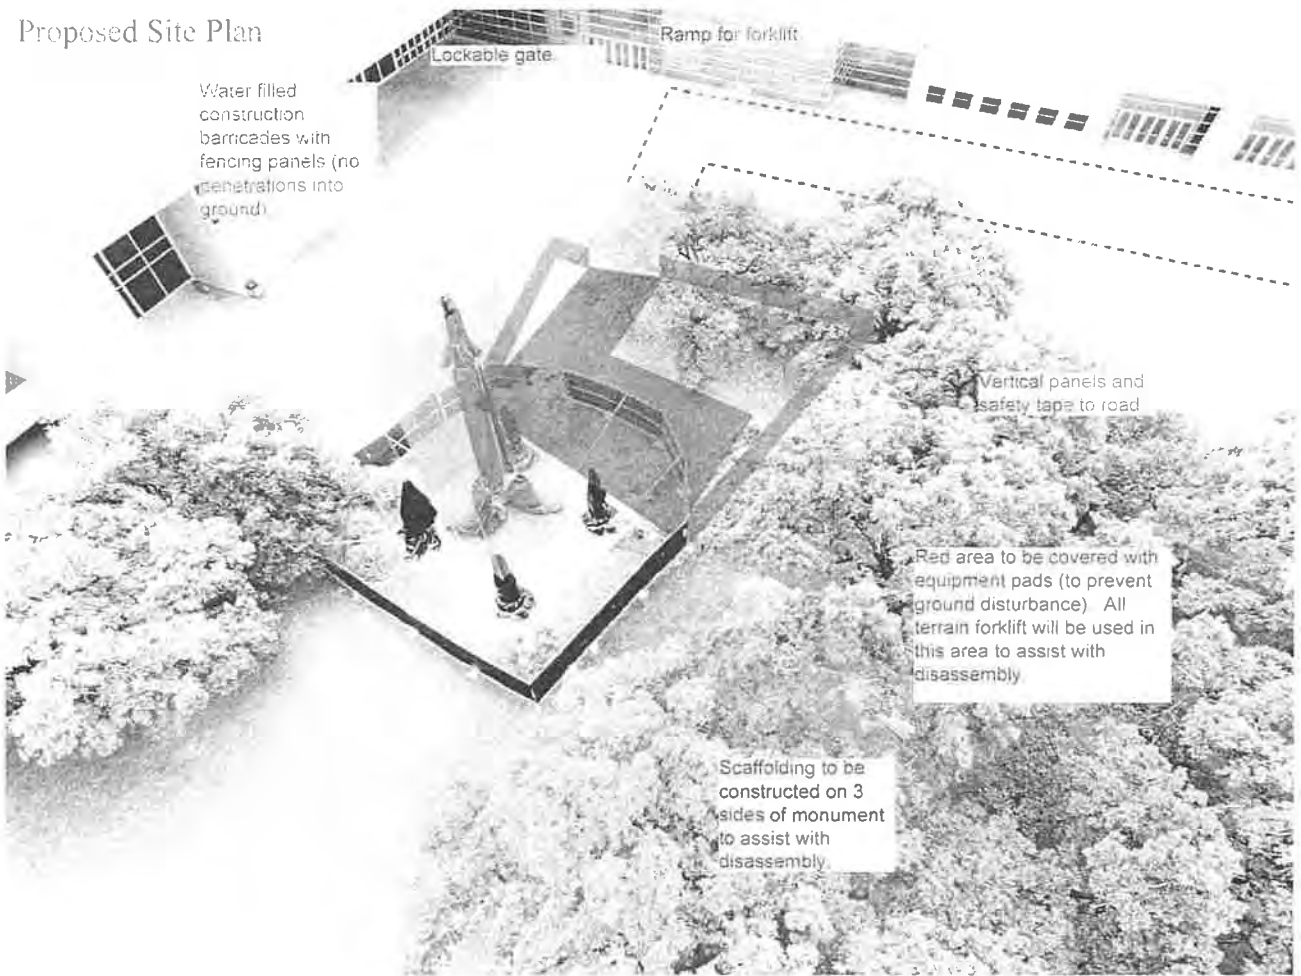 Proposed Site Plan
Ramp for forklift
Lockable gate
Water filled
construction
barricades with
fencing panels (no
penetrations into
ground)
Vertical panels and
safety tape to road
Red area to be covered with
equipment pads (to prevent
ground disturbance). All
terrain forklift will be used in
this area to assist with
disassembly
Scaffolding to be
constructed on 3
sides of monument
to assist with
disassembly